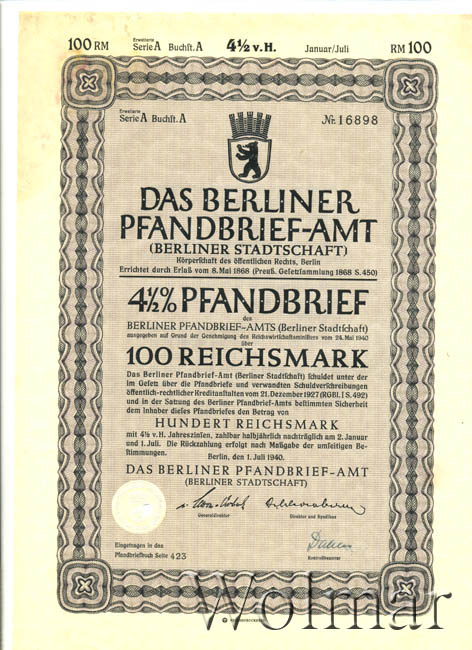 100 RM
Erweiterte
Serie A Buchst. A
4½ v. H.
Januar/Juli
RM 100
Erweiterte
Serie A Buchst. A
Nr. 16898
DAS BERLINER
PFANDBRIEF-AMT
(BERLINER STADTSCHAFT)
Körperschaft des öffentlichen Rechts, Berlin
Errichtet durch Erlaß vom 8. Mai 1868 (Preuß. Gesetzsammlung 1868 S. 450)
4½% PFANDBRIEF
des
BERLINER PFANDBRIEF-AMTS (Berliner Stadtschaft)
ausgegeben auf Grund der Genehmigung des Reichswirtschaftsministers vom 24. Mai 1940
über
100 REICHSMARK
Das Berliner Pfandbrief-Amt (Berliner Stadtschaft) schuldet unter der
im Gesetz über die Pfandbriefe und verwandten Schuldverschreibungen
öffentlich-rechtlicher Kreditanstalten vom 21. Dezember 1927 (RGBl. I S. 492)
und in der Satzung des Berliner Pfandbrief-Amts bestimmten Sicherheit
dem Inhaber dieses Pfandbriefes den Betrag von
HUNDERT REICHSMARK
mit 4½ v. H. Jahreszinsen, zahlbar halbjährlich nachträglich am 2. Januar
und 1. Juli. Die Rückzahlung erfolgt nach Maßgabe der umseitigen Be-
stimmungen.
Berlin, den 1. Juli 1940.
DAS BERLINER PFANDBRIEF-AMT
(BERLINER STADTSCHAFT)
Generaldirektor
Direktor und Syndikus
Eingetragen in das
Pfandbriefbuch Seite 423
Kontrollbeamter
100
100
100
100
Wolmar